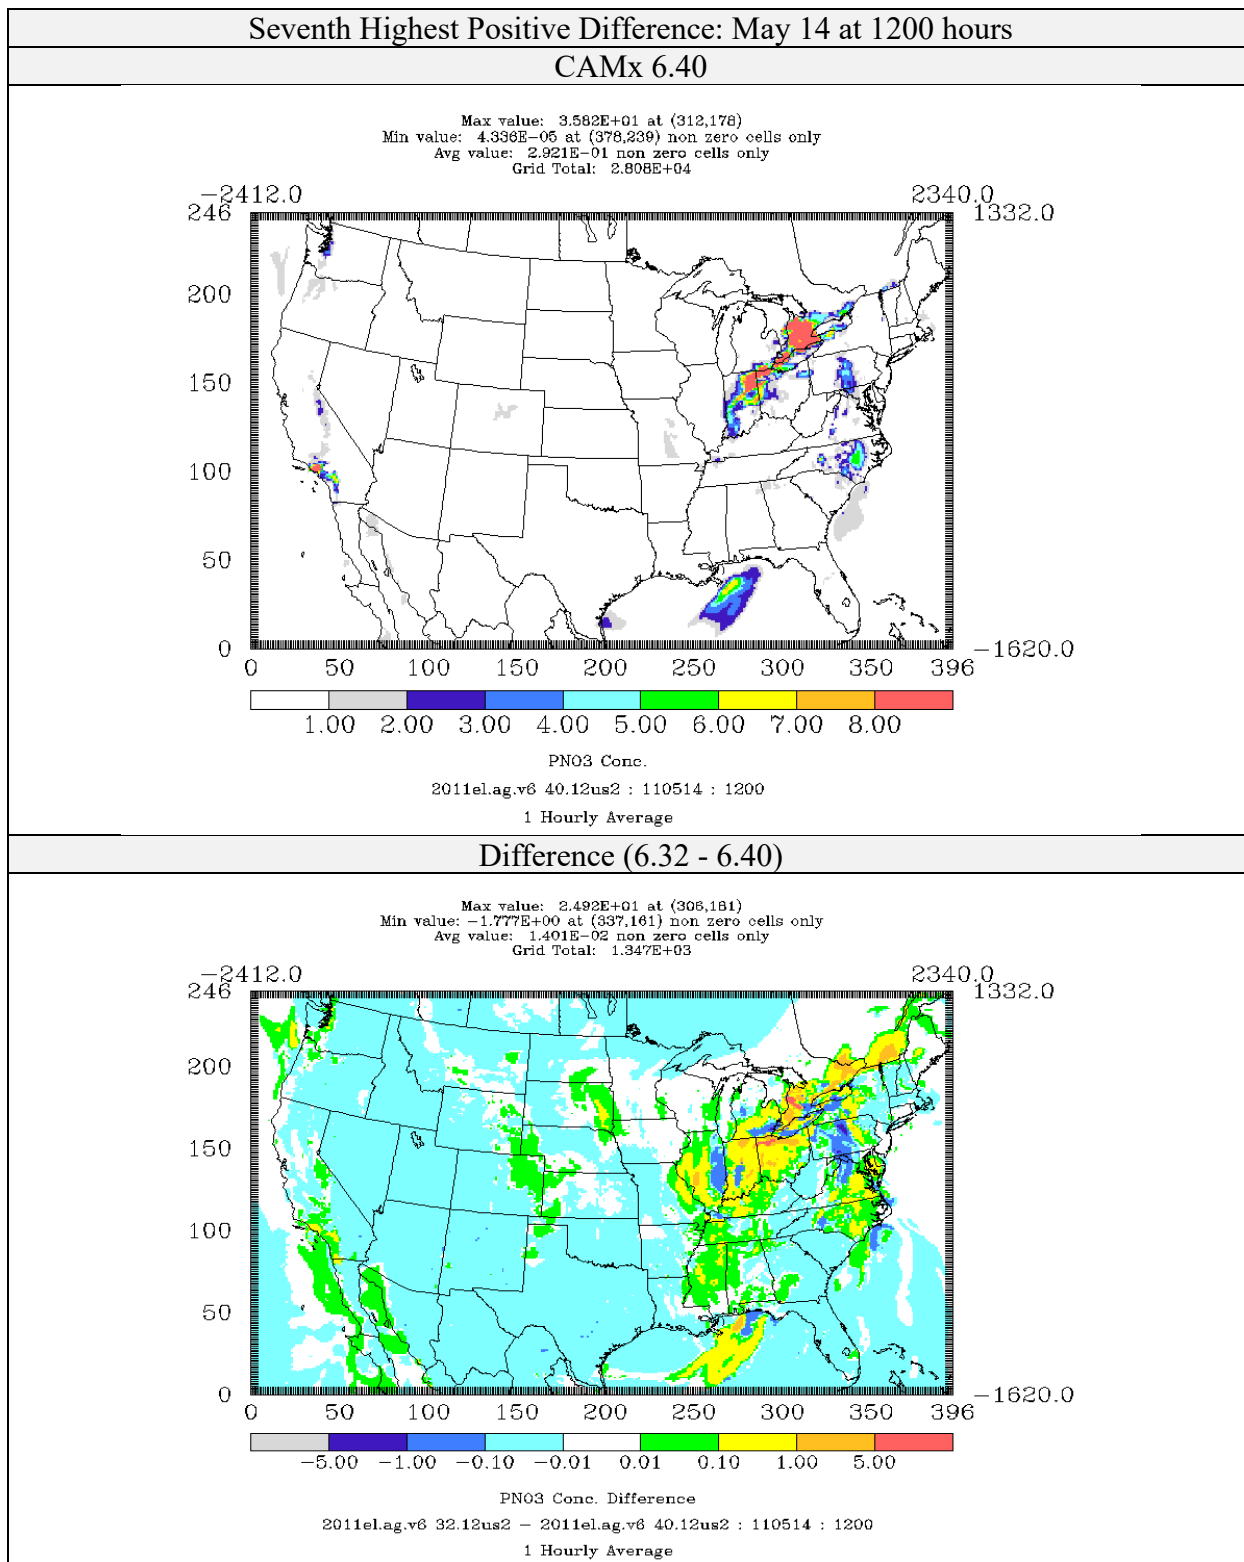 Seventh Highest Positive Difference: May 14 at 1200 hours
CAMx 6.40
Max value: 3.582E+01 at (312,178)
Min value: 4.336E-05 at (378,239) non zero cells only
Avg value: 2.921E-01 non zero cells only
Grid Total: 2.808E+04
-2412.0 2340.0
246 1332.0
200
150
100
50
0 -1620.0
0 50 100 150 200 250 300 350 396
1.00 2.00 3.00 4.00 5.00 6.00 7.00 8.00
PNO3 Conc.
2011el.ag.v6 40.12us2 : 110514 : 1200
1 Hourly Average
Difference (6.32 - 6.40)
Max value: 2.492E+01 at (306,181)
Min value: -1.777E+00 at (337,161) non zero cells only
Avg value: 1.401E-02 non zero cells only
Grid Total: 1.347E+03
-2412.0 2340.0
246 1332.0
200
150
100
50
0 -1620.0
0 50 100 150 200 250 300 350 396
-5.00 -1.00 -0.10 -0.01 0.01 0.10 1.00 5.00
PNO3 Conc. Difference
2011el.ag.v6 32.12us2 - 2011el.ag.v6 40.12us2 : 110514 : 1200
1 Hourly Average